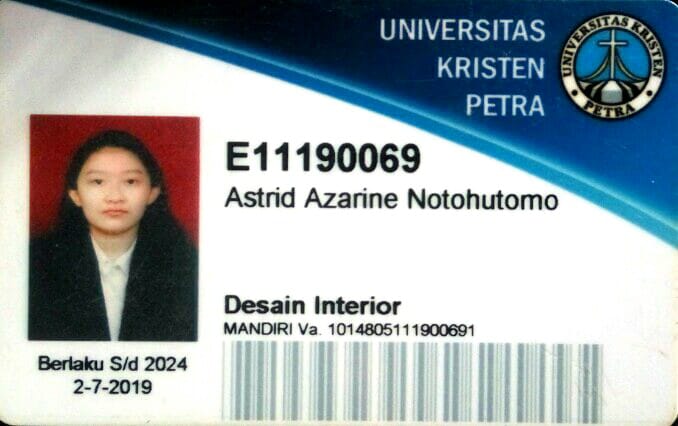 UNIVERSITAS
KRISTEN
PETRA
UNIVERSITAS KRISTEN
PETRA
E11190069
Astrid Azarine Notohutomo
Desain Interior
MANDIRI Va. 1014805111900691
Berlaku S/d 2024
2-7-2019